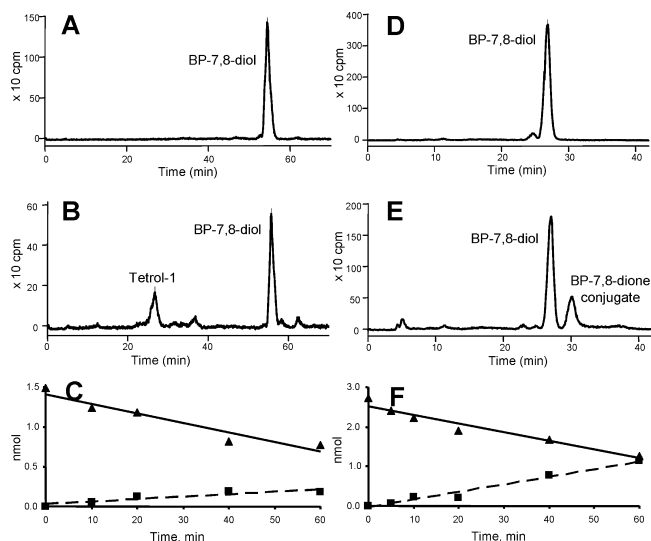 A
150
100
50
0
x 10 cpm
BP-7,8-diol
0 20 40 60
Time (min)
D
400
300
200
100
0
x 10 cpm
BP-7,8-diol
0 10 20 30 40
Time (min)
B
60
40
20
0
x 10 cpm
BP-7,8-diol
Tetrol-1
0 20 40 60
Time (min)
E
200
150
100
50
0
x 10 cpm
BP-7,8-diol
BP-7,8-dione
conjugate
0 10 20 30 40
Time (min)
C
1.5
1.0
0.5
0.0
nmol
0 10 20 30 40 50 60
Time, min
F
3.0
2.0
1.0
0.0
nmol
0 10 20 30 40 50 60
Time, min